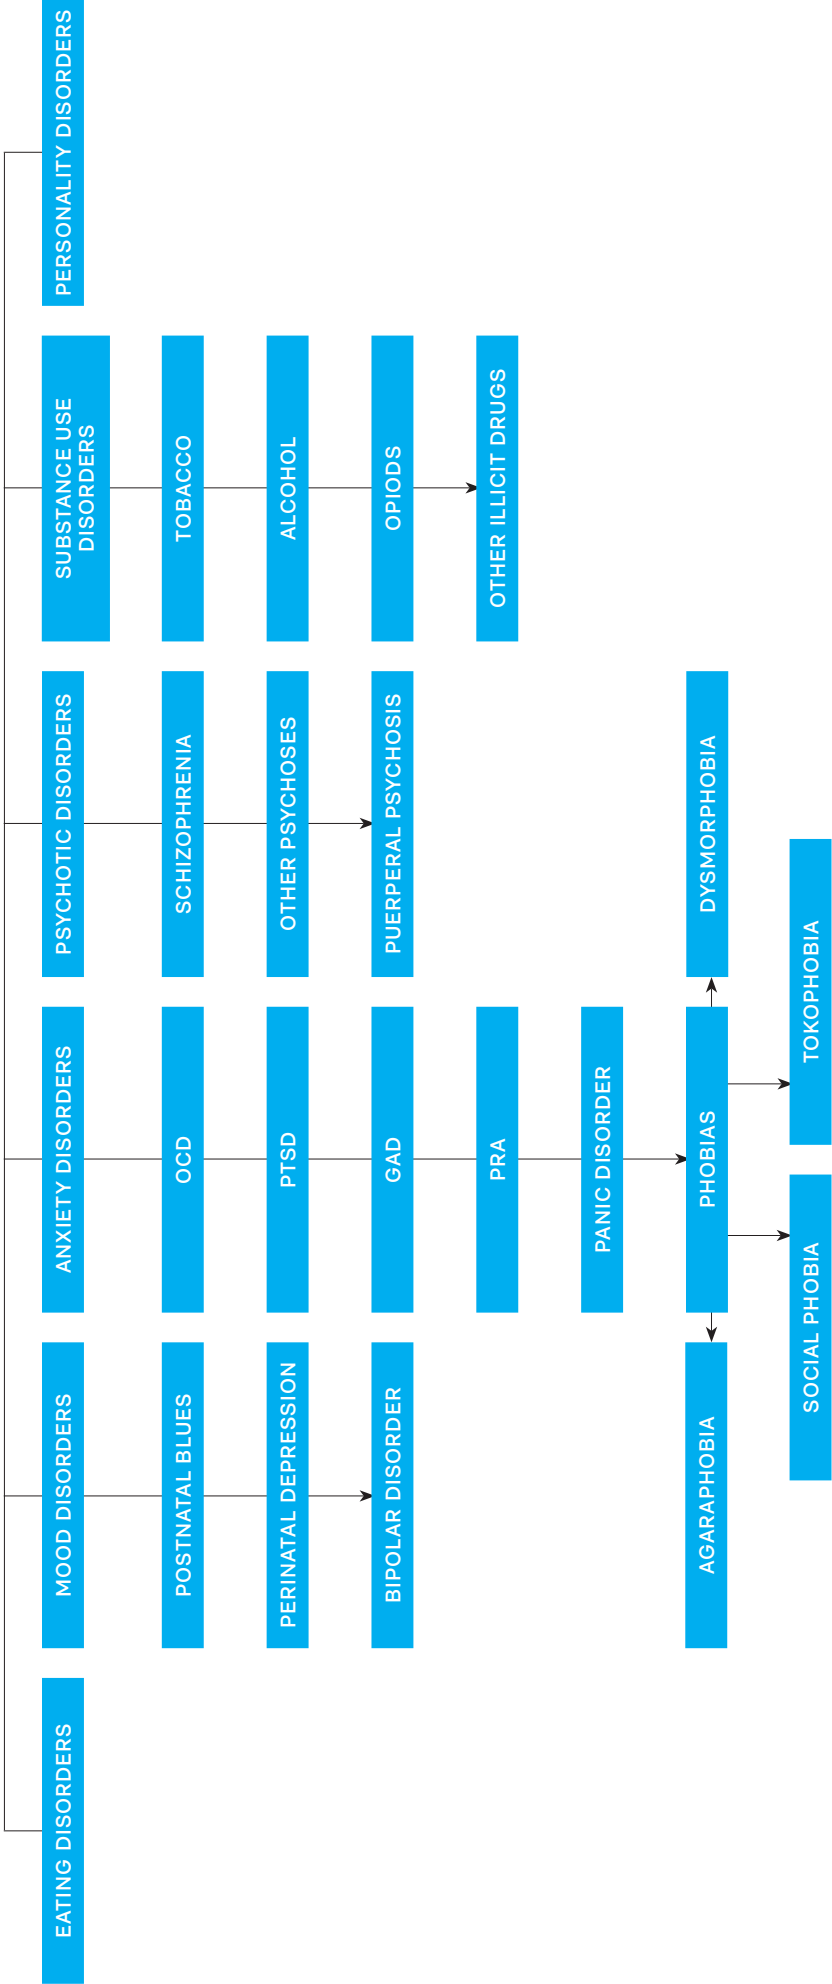 EATING DISORDERS
MOOD DISORDERS
POSTNATAL BLUES
PERINATAL DEPRESSION
BIPOLAR DISORDER
ANXIETY DISORDERS
OCD
PTSD
GAD
PRA
PANIC DISORDER
PHOBIAS
AGARAPHOBIA
SOCIAL PHOBIA
TOKOPHOBIA
DYSMORPHOBIA
PSYCHOTIC DISORDERS
SCHIZOPHRENIA
OTHER PSYCHOSES
PUERPERAL PSYCHOSIS
SUBSTANCE USE
DISORDERS
TOBACCO
ALCOHOL
OPIODS
OTHER ILLICIT DRUGS
PERSONALITY DISORDERS